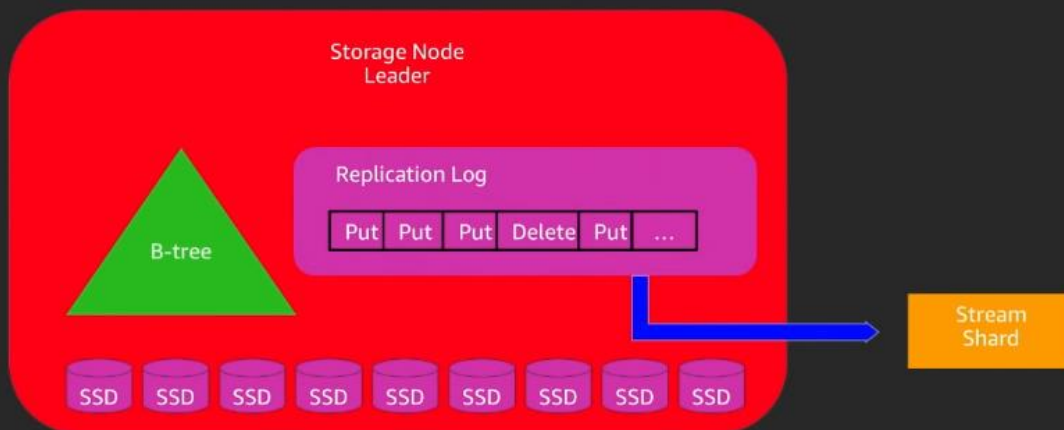 Storage Node
Leader
Replication Log
Put Put Put Delete Put ...
B-tree
Stream
Shard
SSD SSD SSD SSD SSD SSD SSD SSD SSD